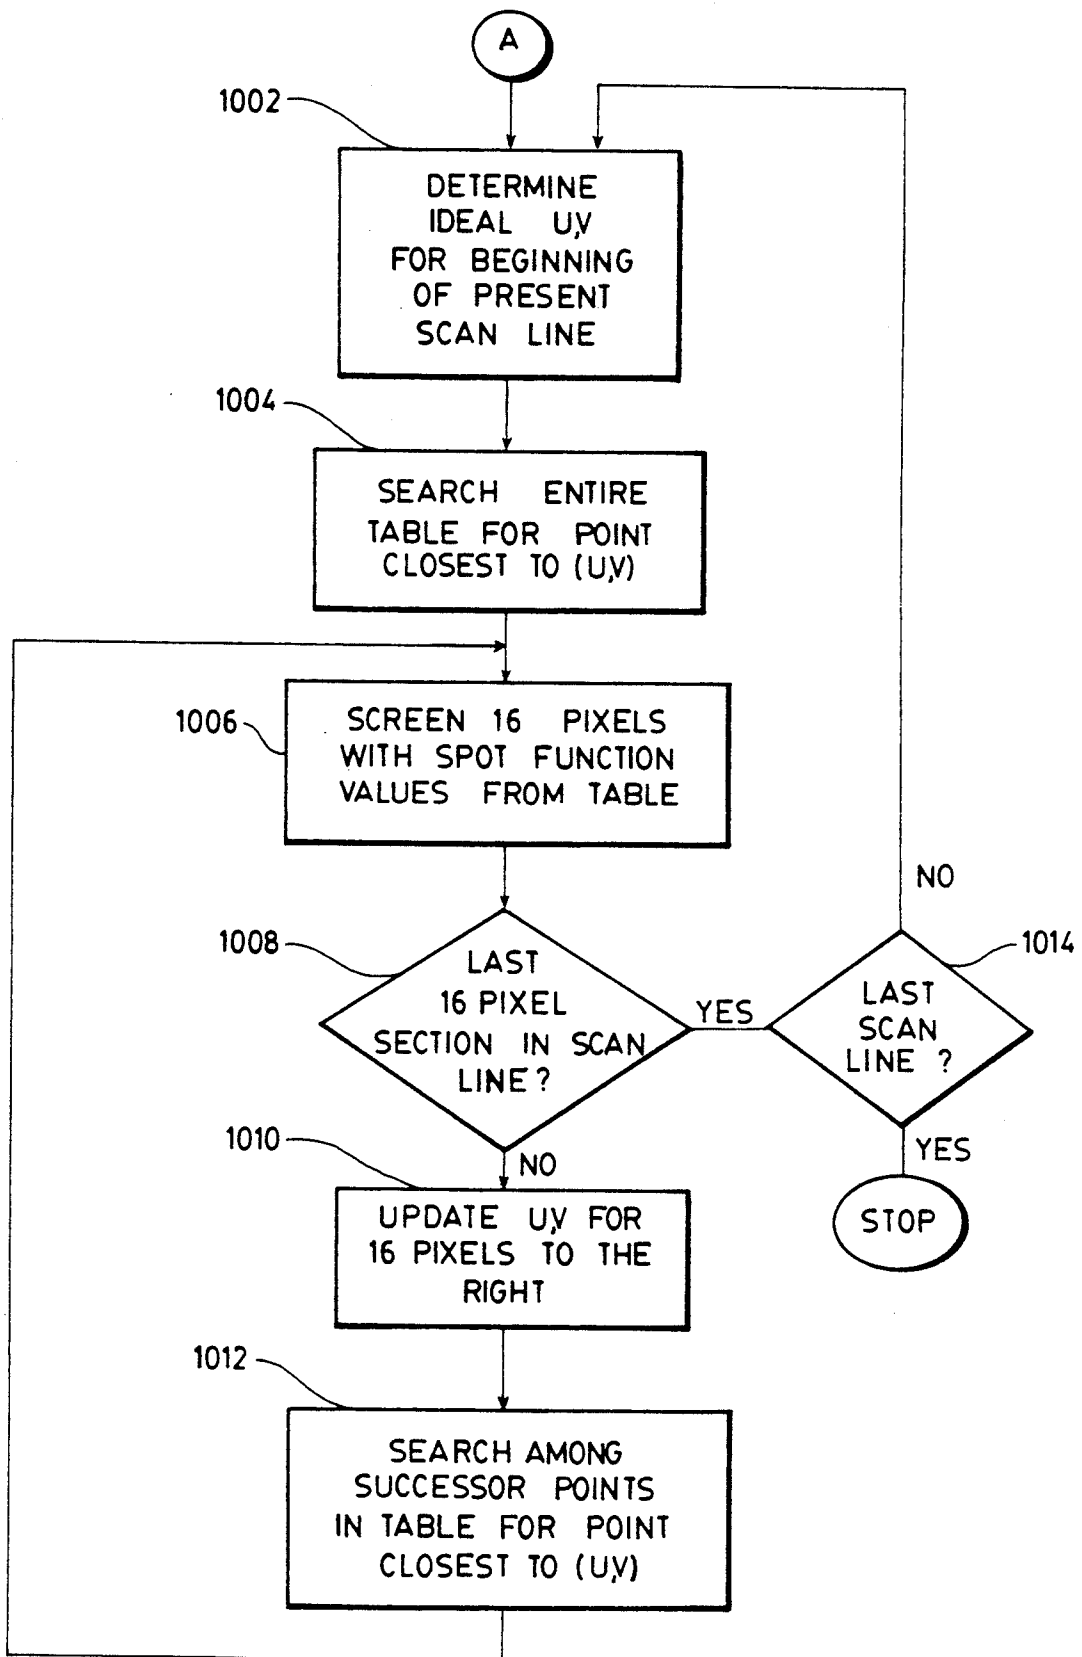 A
1002
DETERMINE
IDEAL U,V
FOR BEGINNING
OF PRESENT
SCAN LINE
1004
SEARCH ENTIRE
TABLE FOR POINT
CLOSEST TO (U,V)
1006
SCREEN 16 PIXELS
WITH SPOT FUNCTION
VALUES FROM TABLE
1008
LAST
16 PIXEL
SECTION IN SCAN
LINE?
YES
NO
1014
LAST
SCAN
LINE ?
NO
YES
STOP
1010
UPDATE U,V FOR
16 PIXELS TO THE
RIGHT
1012
SEARCH AMONG
SUCCESSOR POINTS
IN TABLE FOR POINT
CLOSEST TO (U,V)